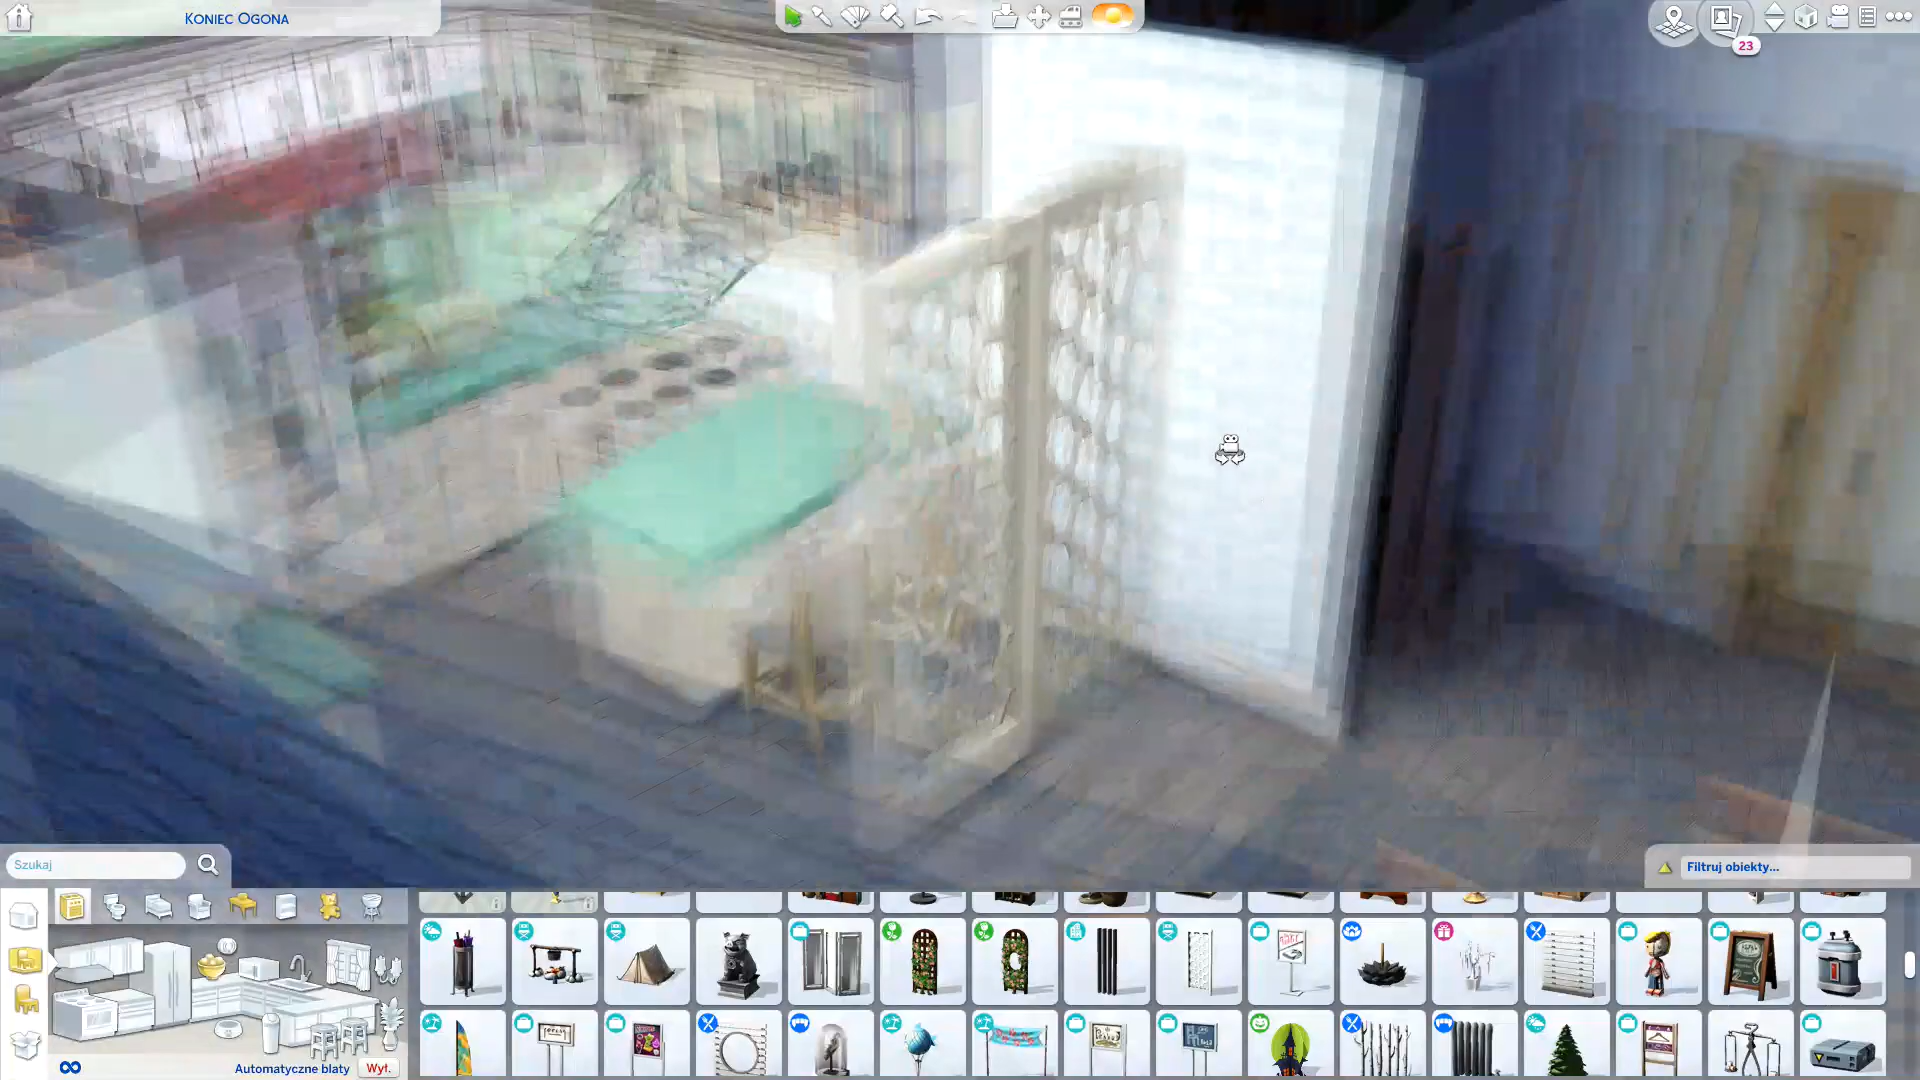 Koniec Ogona
23
Szukaj
Filtruj obiekty...
Automatyczne blaty
Wył.